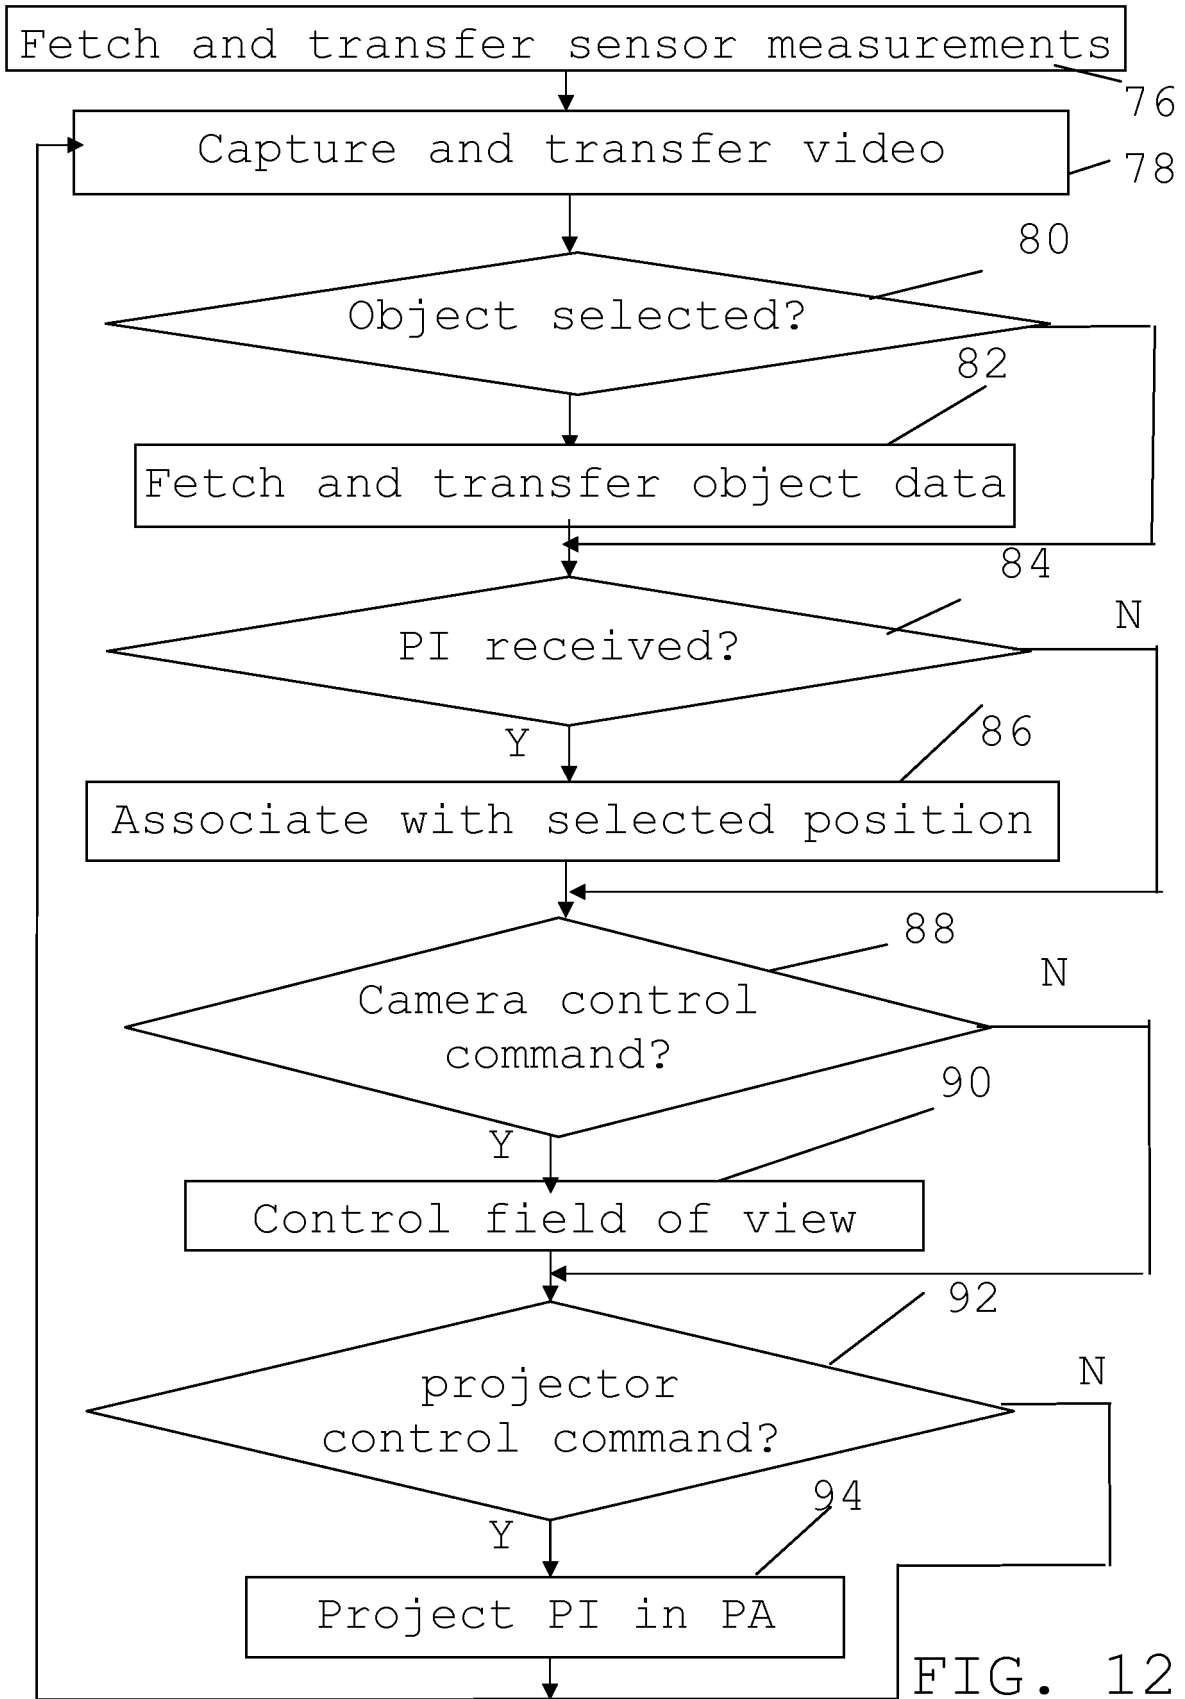 Fetch and transfer sensor measurements
76
Capture and transfer video
78
80
Object selected?
82
Fetch and transfer object data
84
N
PI received?
Y
86
Associate with selected position
88
N
Camera control
command?
90
Y
Control field of view
92
N
projector
control command?
94
Y
Project PI in PA
FIG. 12